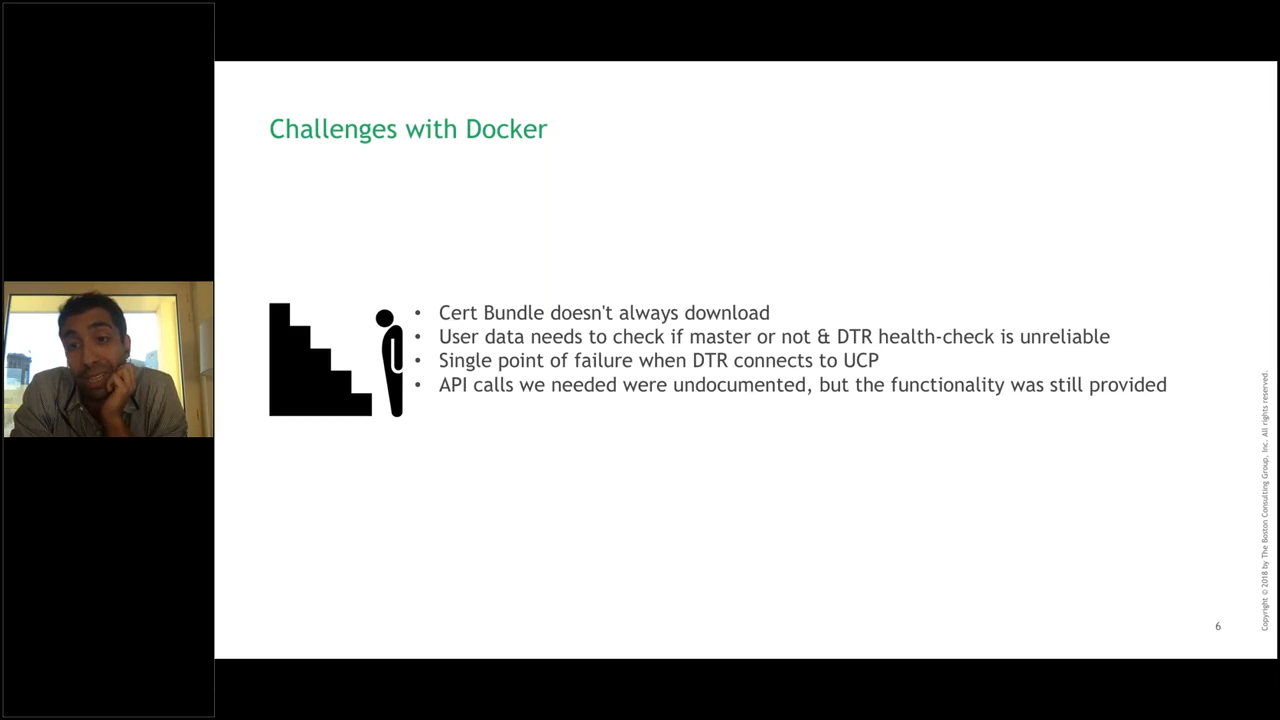 Challenges with Docker
• Cert Bundle doesn't always download
• User data needs to check if master or not & DTR health-check is unreliable
• Single point of failure when DTR connects to UCP
• API calls we needed were undocumented, but the functionality was still provided
Copyright © 2018 by The Boston Consulting Group, Inc. All rights reserved.
6